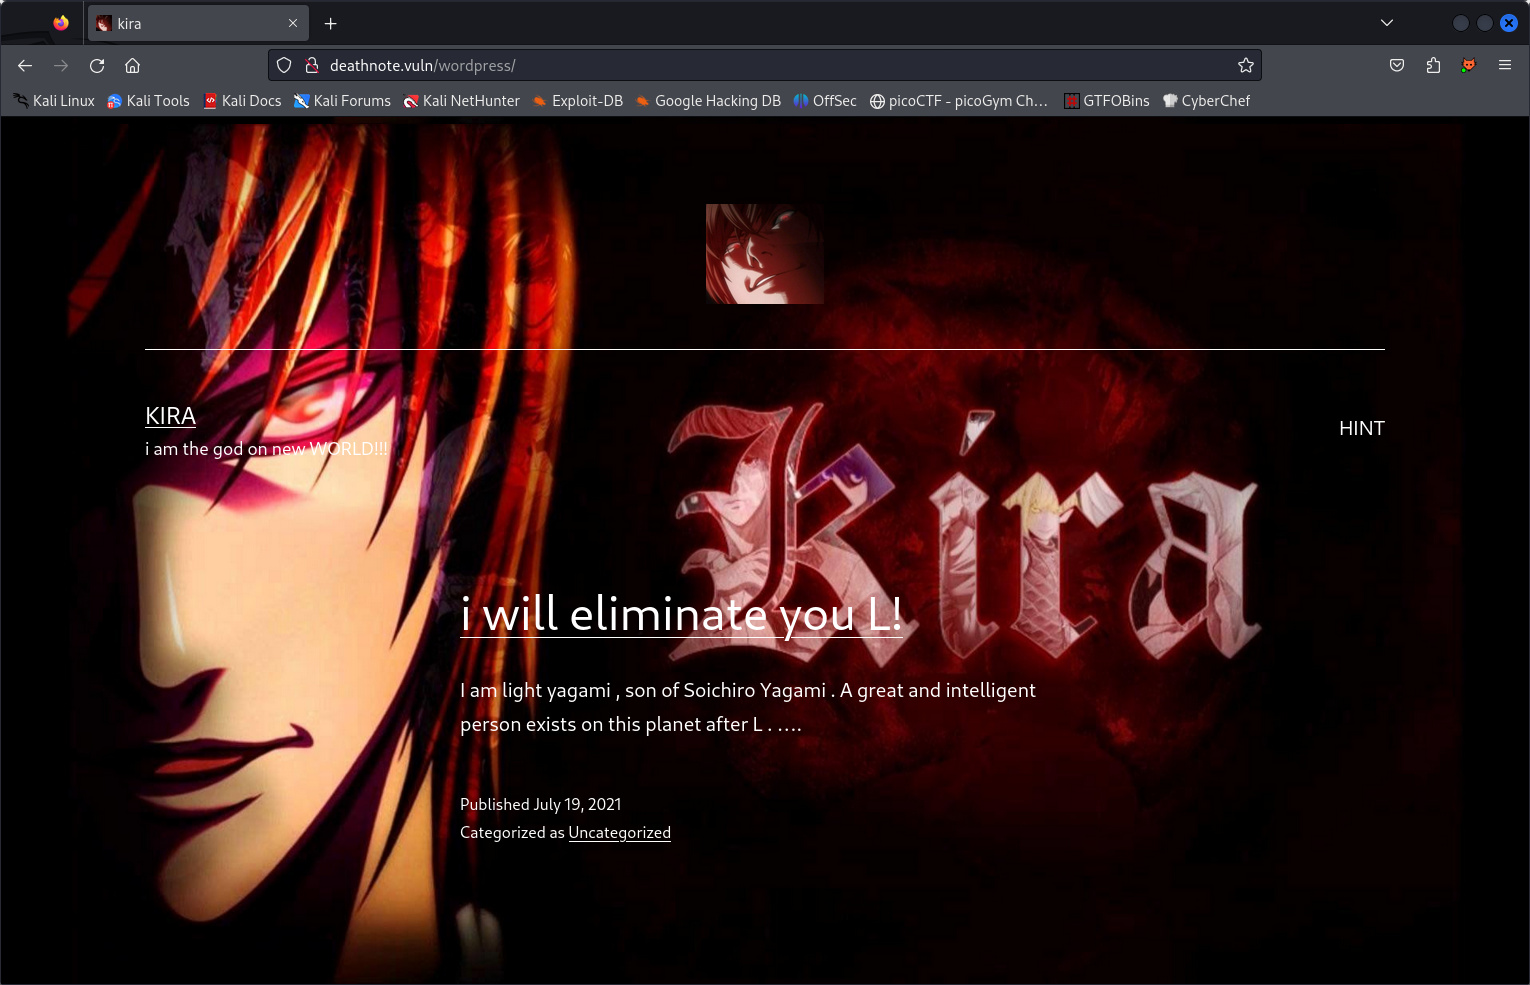 kira
deathnote.vuln/wordpress/
Kali Linux Kali Tools Kali Docs Kali Forums Kali NetHunter Exploit-DB Google Hacking DB OffSec picoCTF - picoGym Ch… GTFOBins CyberChef
KIRA
i am the god on new WORLD!!!
HINT
Kira
i will eliminate you L!
I am light yagami , son of Soichiro Yagami . A great and intelligent
person exists on this planet after L . ….
Published July 19, 2021
Categorized as Uncategorized